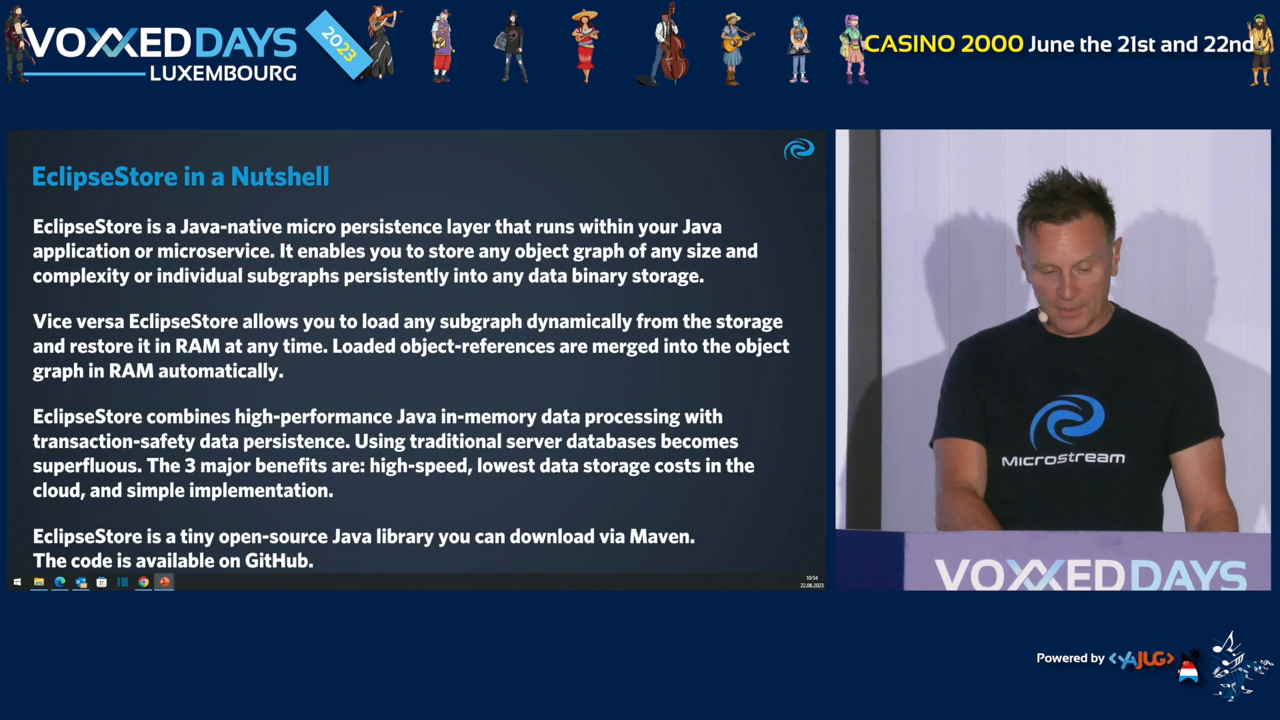 VOXXED DAYS
LUXEMBOURG
2023
CASINO 2000 June the 21st and 22nd
EclipseStore in a Nutshell
EclipseStore is a Java-native micro persistence layer that runs within your Java
application or microservice. It enables you to store any object graph of any size and
complexity or individual subgraphs persistently into any data binary storage.
Vice versa EclipseStore allows you to load any subgraph dynamically from the storage
and restore it in RAM at any time. Loaded object-references are merged into the object
graph in RAM automatically.
EclipseStore combines high-performance Java in-memory data processing with
transaction-safety data persistence. Using traditional server databases becomes
superfluous. The 3 major benefits are: high-speed, lowest data storage costs in the
cloud, and simple implementation.
EclipseStore is a tiny open-source Java library you can download via Maven.
The code is available on GitHub.
10:54
22.06.2023
Microstream
VOXXED DAYS
Powered by <YAJUG>